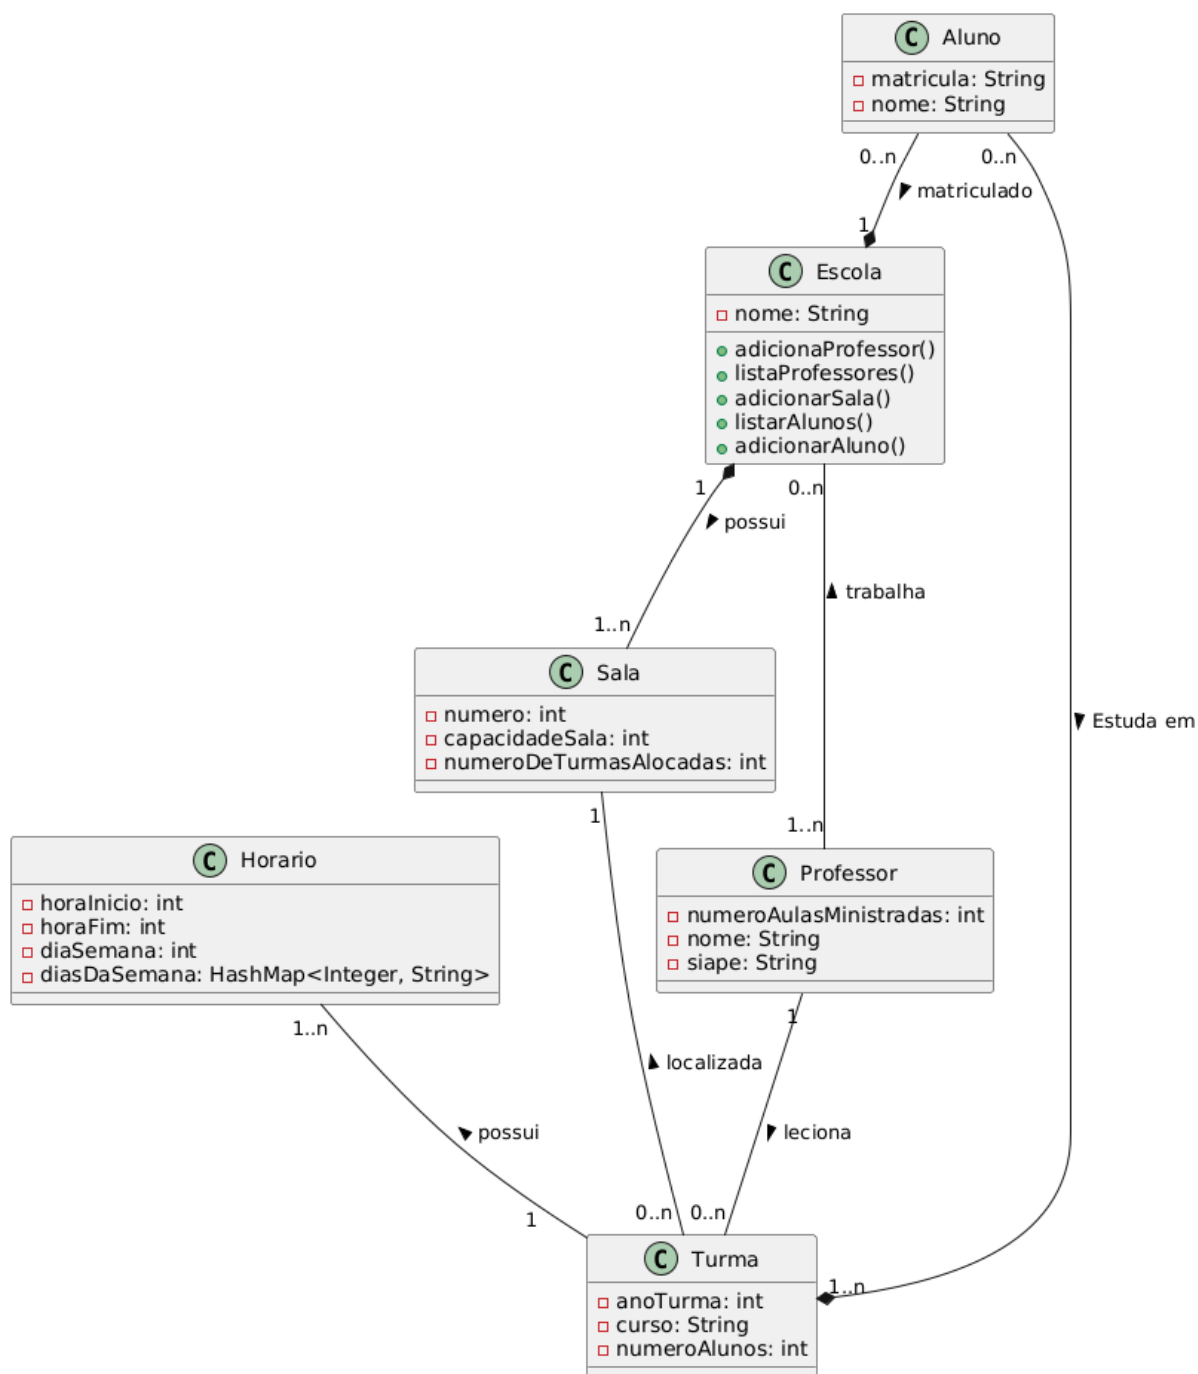 C Aluno
matricula: String
nome: String
0..n
0..n
matriculado
1
C Escola
nome: String
adicionaProfessor()
listaProfessores()
adicionarSala()
listarAlunos()
adicionarAluno()
1
0..n
possui
trabalha
1..n
C Sala
numero: int
capacidadeSala: int
numeroDeTurmasAlocadas: int
Estuda em
1
1..n
C Horario
horaInicio: int
horaFim: int
diaSemana: int
diasDaSemana: HashMap<Integer, String>
C Professor
numeroAulasMinistradas: int
nome: String
siape: String
1..n
1
localizada
possui
leciona
1
0..n
0..n
C Turma
1..n
anoTurma: int
curso: String
numeroAlunos: int